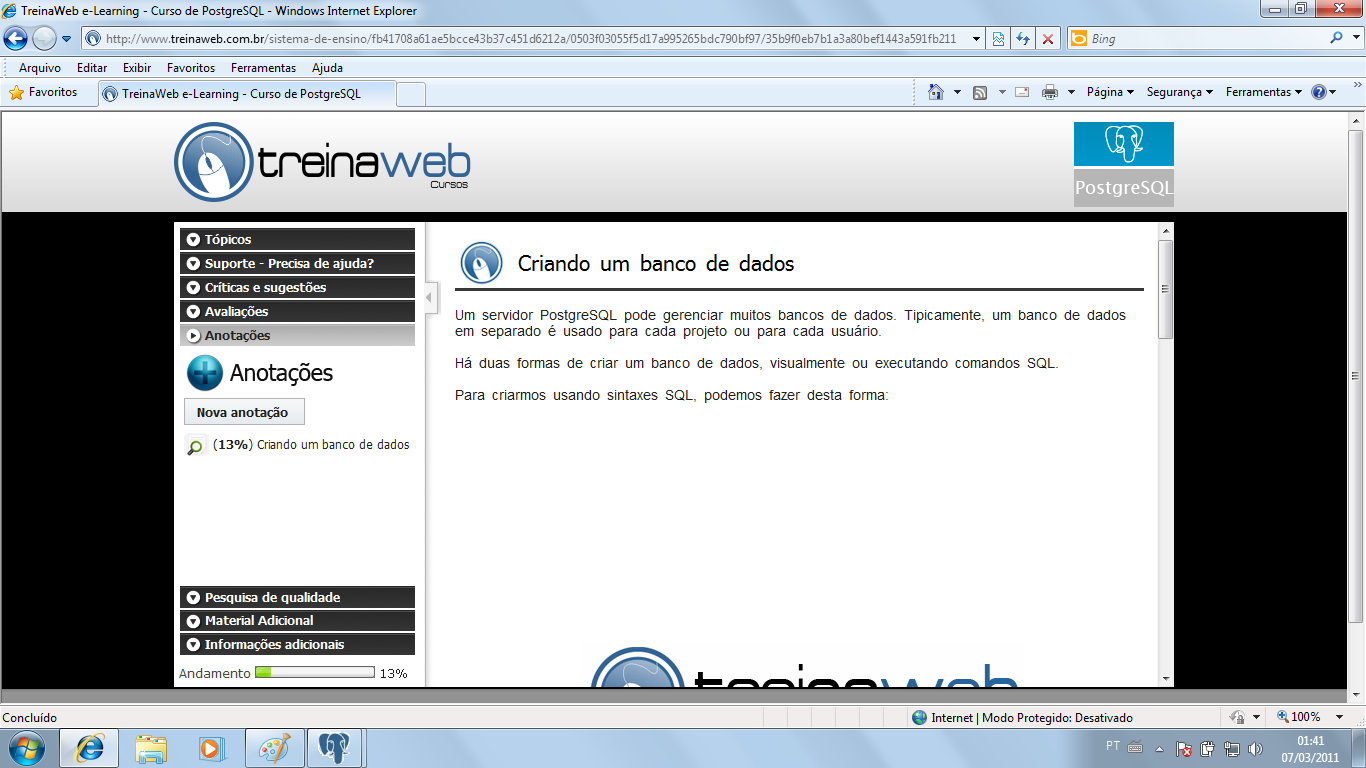 TreinaWeb e-Learning - Curso de PostgreSQL - Windows Internet Explorer
http://www.treinaweb.com.br/sistema-de-ensino/fb41708a61ae5bcce43b37c451d6212a/0503f03055f5d17a995265bdc790bf97/35b9f0eb7b1a3a80bef1443a591fb211
Bing
Arquivo Editar Exibir Favoritos Ferramentas Ajuda
Favoritos
TreinaWeb e-Learning - Curso de PostgreSQL
Página Segurança Ferramentas
treinaweb
Cursos
PostgreSQL
Tópicos
Suporte - Precisa de ajuda?
Críticas e sugestões
Avaliações
Anotações
Anotações
Nova anotação
(13%) Criando um banco de dados
Pesquisa de qualidade
Material Adicional
Informações adicionais
Andamento 13%
Criando um banco de dados
Um servidor PostgreSQL pode gerenciar muitos bancos de dados. Tipicamente, um banco de dados
em separado é usado para cada projeto ou para cada usuário.
Há duas formas de criar um banco de dados, visualmente ou executando comandos SQL.
Para criarmos usando sintaxes SQL, podemos fazer desta forma:
treinaweb
Concluído
Internet | Modo Protegido: Desativado
100%
PT
01:41
07/03/2011